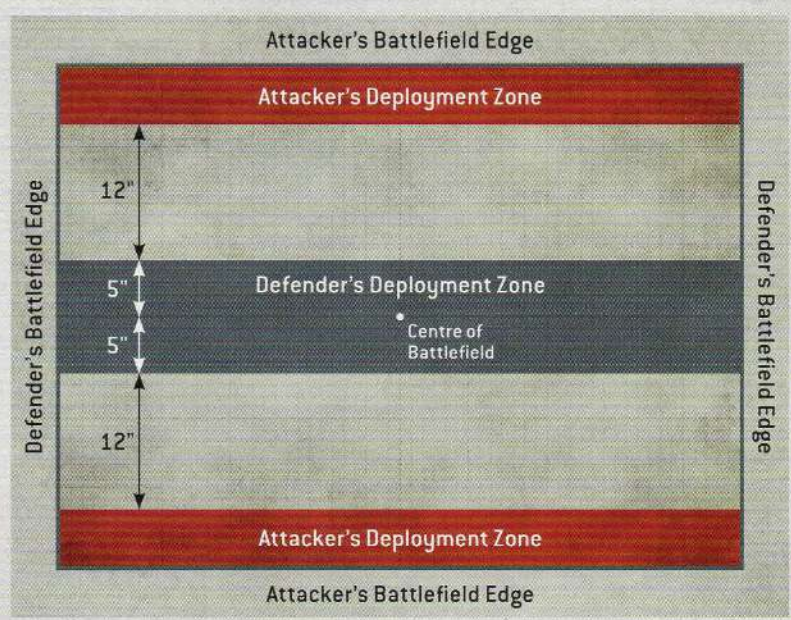 Attacker's Battlefield Edge
Attacker's Deployment Zone
12"
Defender's Battlefield Edge
Defender's Battlefield Edge
5"
Defender's Deployment Zone
Centre of
Battlefield
5"
12"
Attacker's Deployment Zone
Attacker's Battlefield Edge